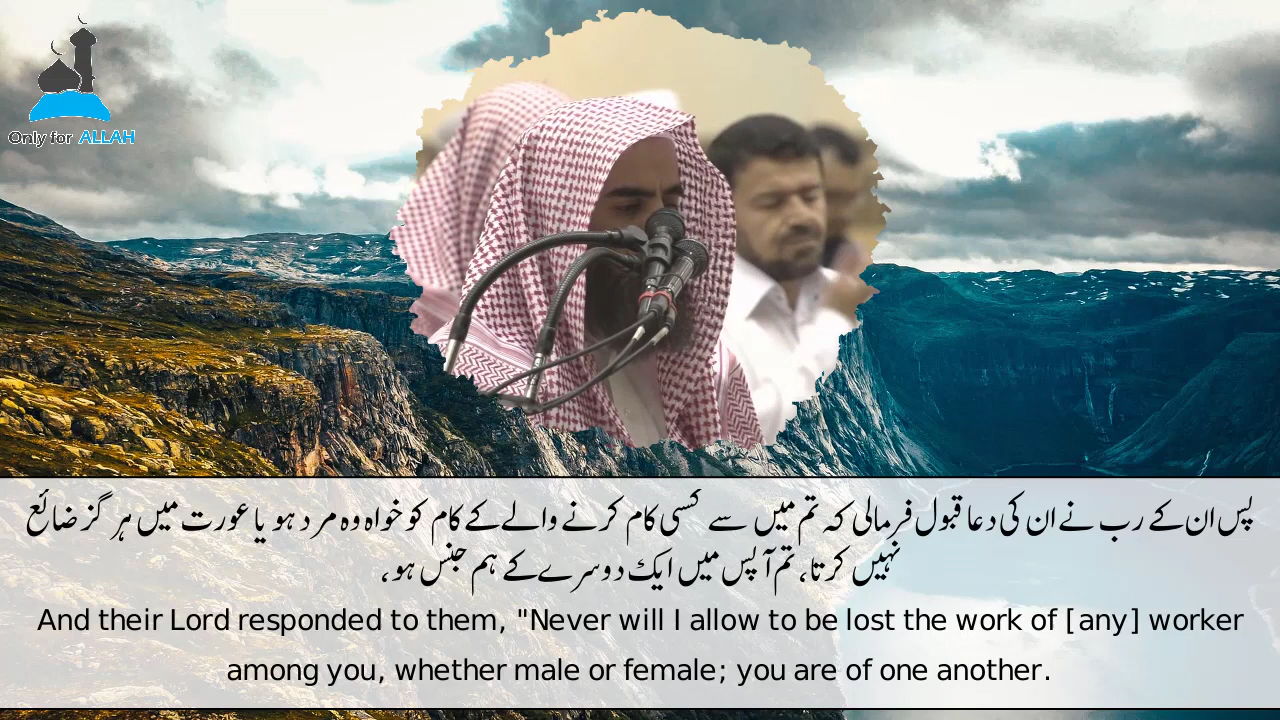 Only for ALLAH
پس ان کے رب نے ان کی دعا قبول فرمالی کہ تم میں سے کسی کام کرنے والے کے کام کو خواہ وہ مرد ہو یا عورت میں ہر گز ضائع
نہیں کرتا، تم آپس میں ایک دوسرے کے ہم جنس ہو،
And their Lord responded to them, "Never will I allow to be lost the work of [any] worker
among you, whether male or female; you are of one another.